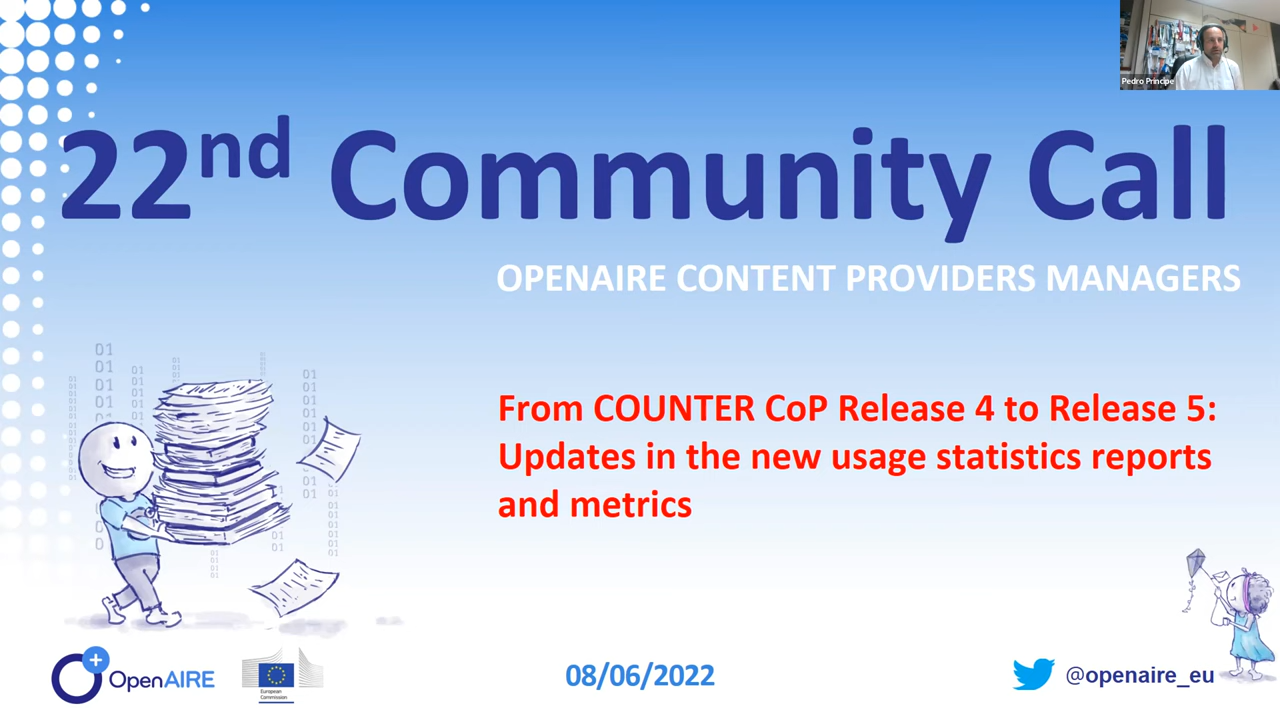 Pedro Principe
22nd Community Call
OPENAIRE CONTENT PROVIDERS MANAGERS
From COUNTER CoP Release 4 to Release 5:
Updates in the new usage statistics reports
and metrics
OpenAIRE
European
Commission
08/06/2022
@openaire_eu